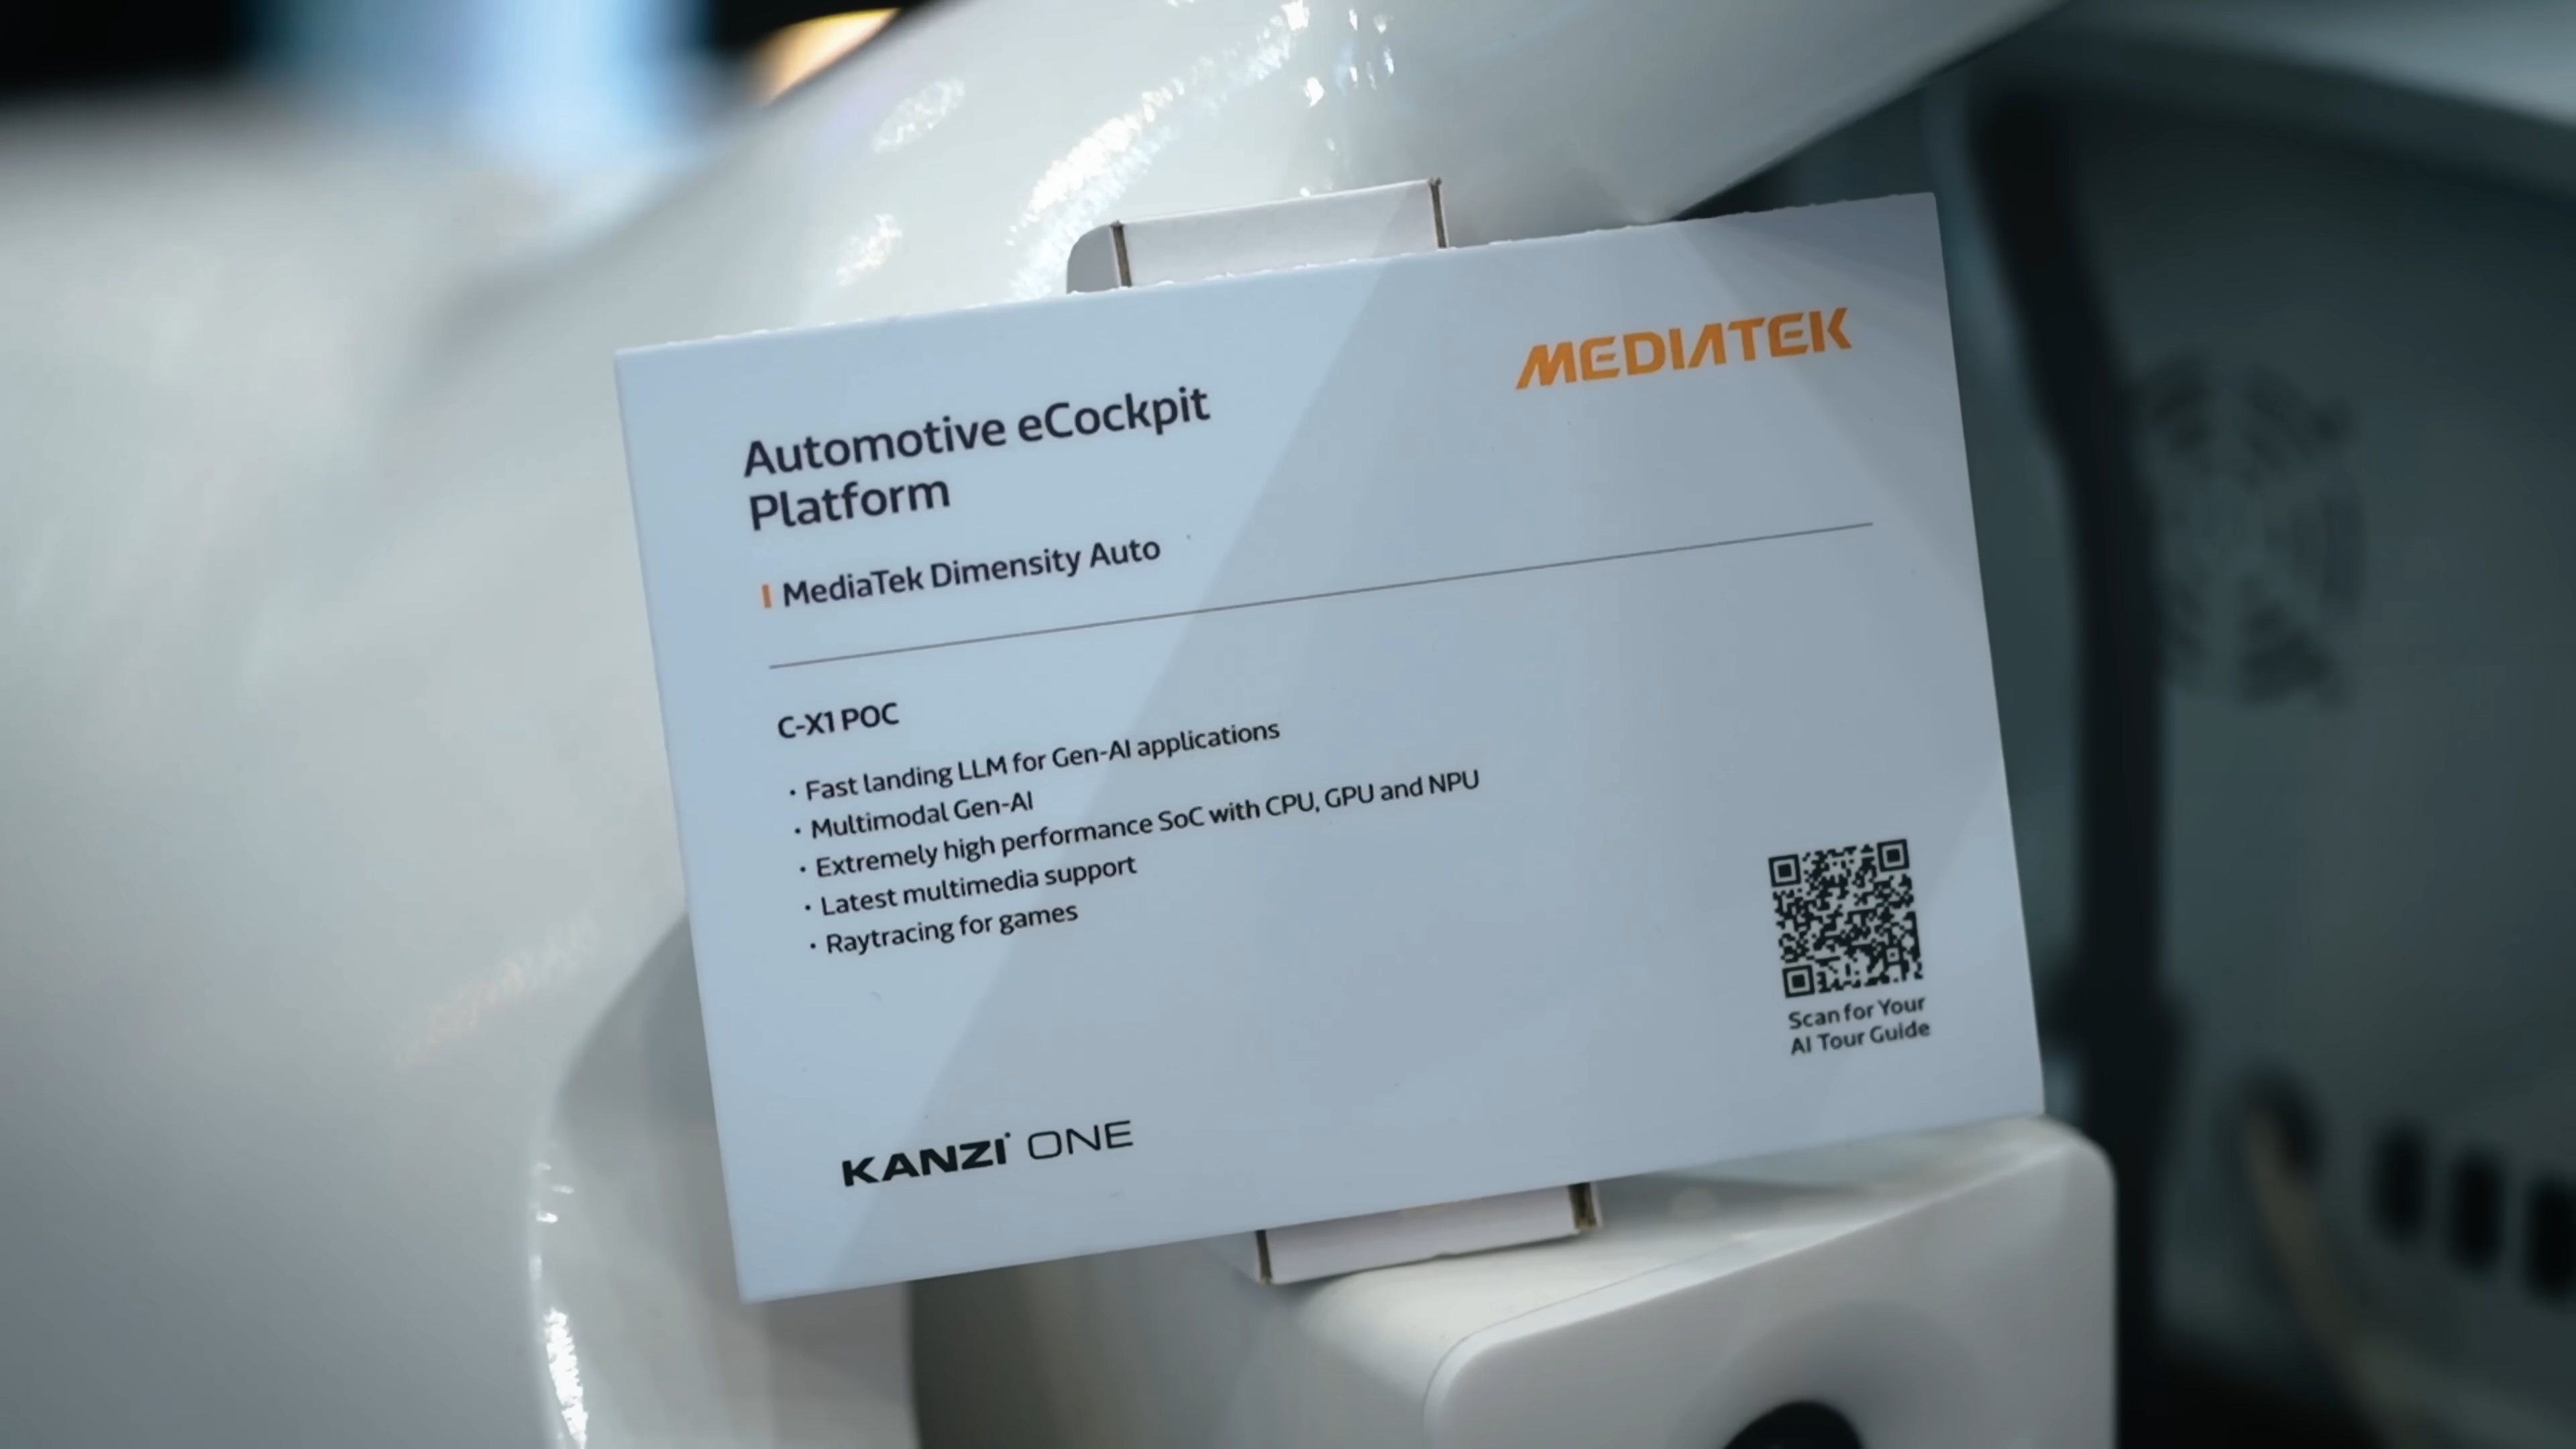 MEDIATEK
Automotive eCockpit
Platform
MediaTek Dimensity Auto
C-X1 POC
· Fast landing LLM for Gen-AI applications
· Multimodal Gen-AI
· Extremely high performance SoC with CPU, GPU and NPU
· Latest multimedia support
· Raytracing for games
Scan for Your
AI Tour Guide
KANZI ONE